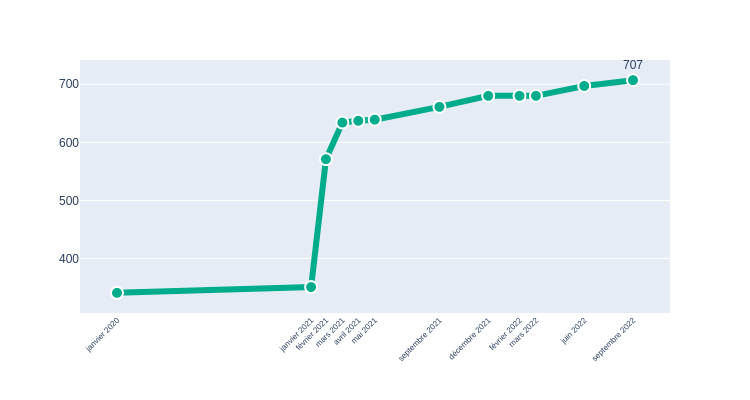 707
700
600
500
400
janvier 2020
janvier 2021
février 2021
mars 2021
avril 2021
mai 2021
septembre 2021
décembre 2021
février 2022
mars 2022
juin 2022
septembre 2022